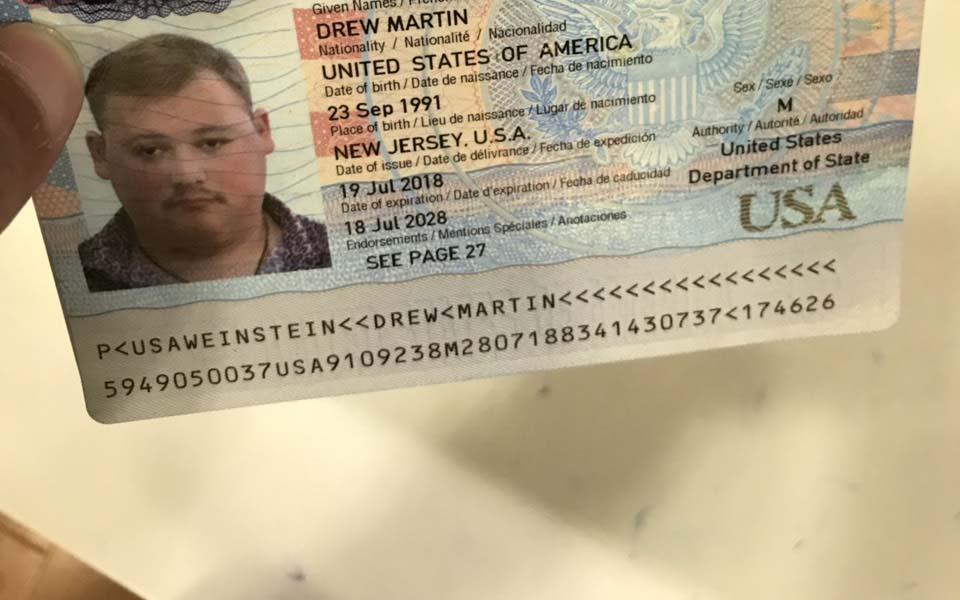 Given Names /
DREW MARTIN
Nationality / Nationalité / Nacionalidad
UNITED STATES OF AMERICA
Date of birth / Date de naissance / Fecha de nacimiento
23 Sep 1991
Place of birth / Lieu de naissance / Lugar de nacimiento
NEW JERSEY, U.S.A.
Date of issue / Date de délivrance / Fecha de expedición
19 Jul 2018
Date of expiration / Date d'expiration / Fecha de caducidad
18 Jul 2028
Endorsements / Mentions Spéciales / Anotaciones
SEE PAGE 27
Sex / Sexe / Sexo
M
Authority / Autorité / Autoridad
United States
Department of State
USA
P<USAWEINSTEIN<<DREW<MARTIN<<<<<<<<<<<<<<<<<
5949050037USA9109238M2807188341430737<174626